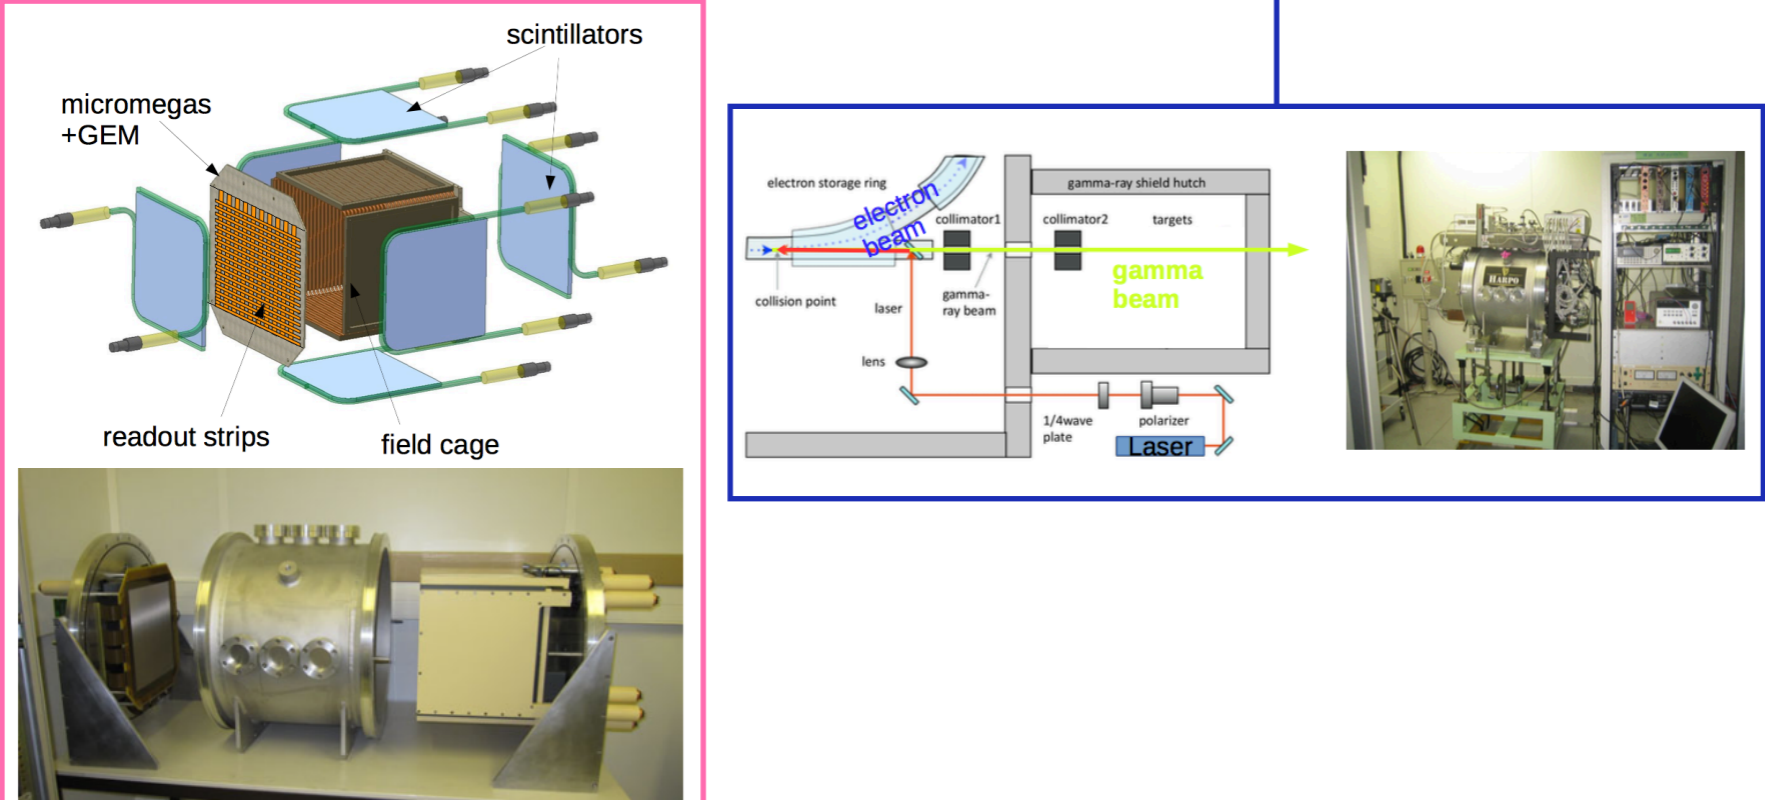 scintillators
micromegas
+GEM
readout strips
field cage
electron storage ring
electron
beam
collimator1
collimator2
targets
gamma-ray shield hutch
collision point
laser
gamma-
ray beam
gamma
beam
lens
1/4wave
plate
polarizer
Laser
HARPO